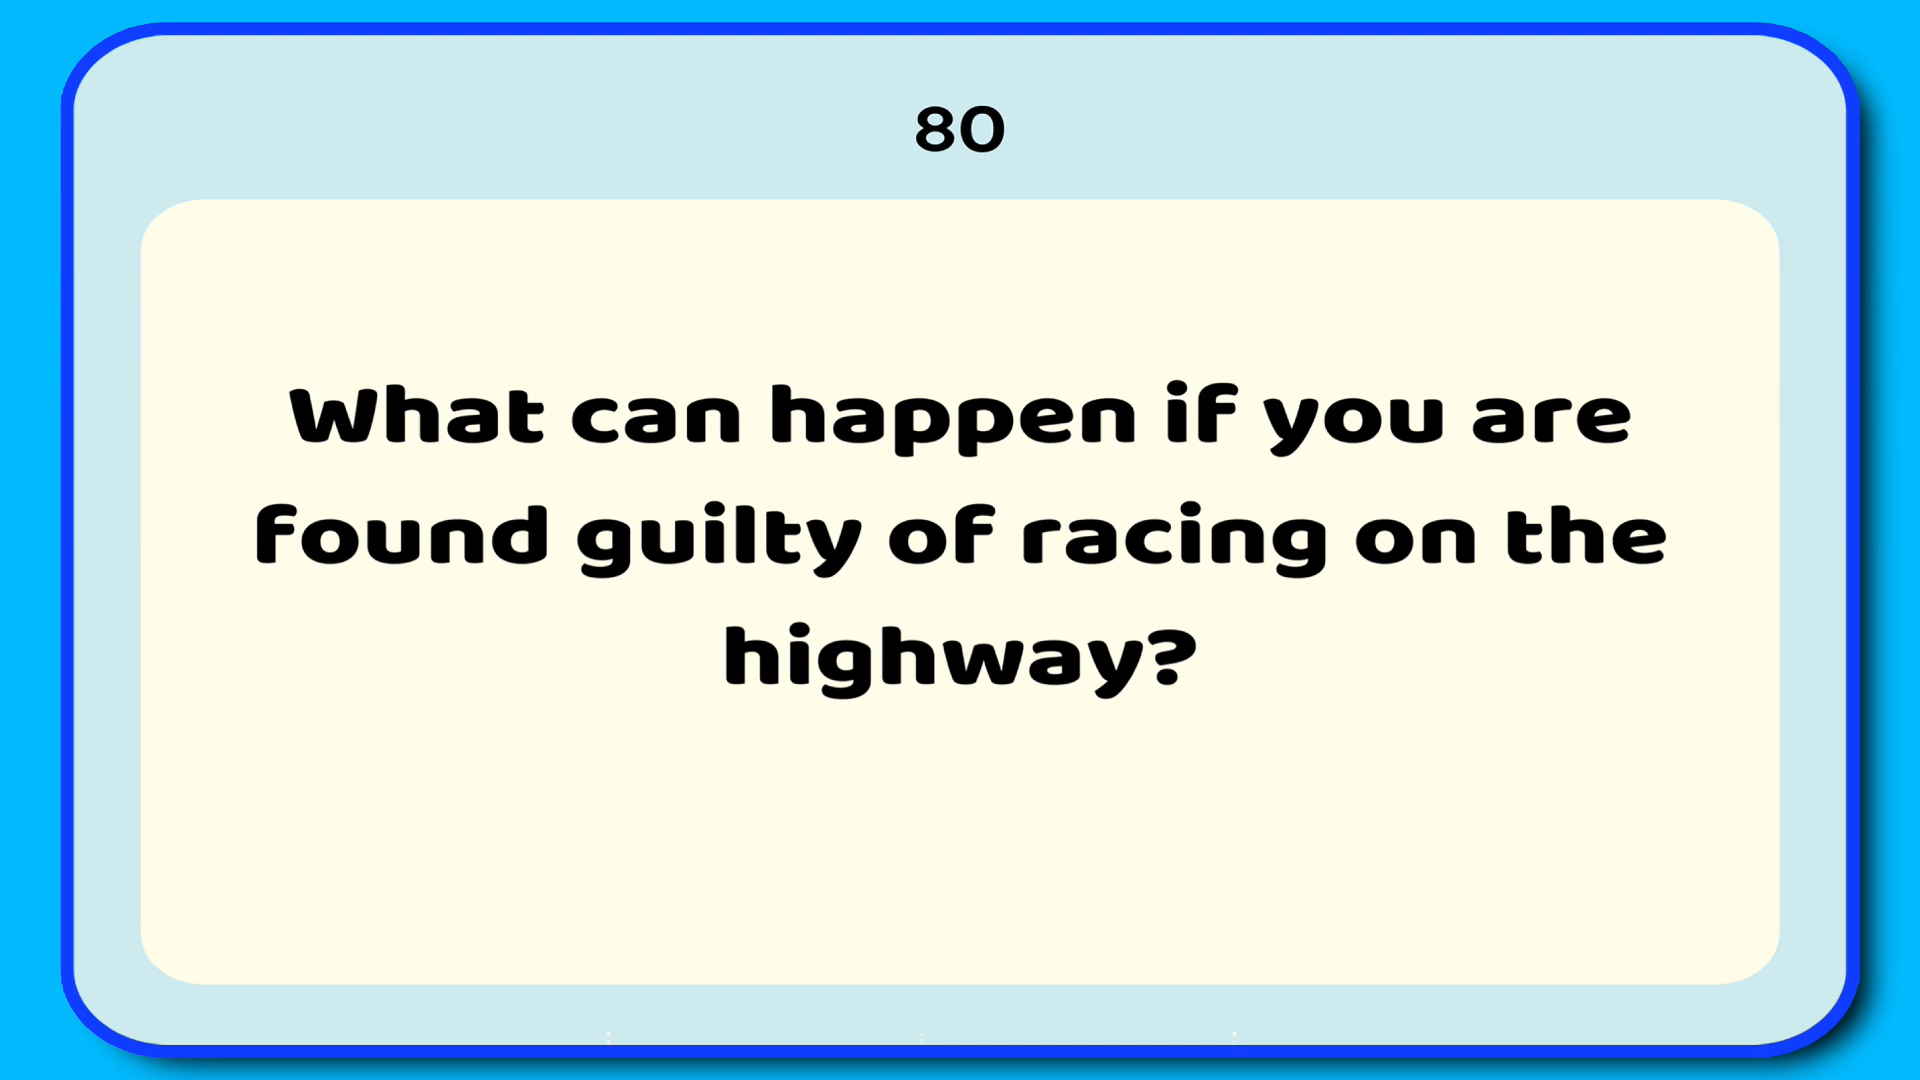 80
What can happen if you are
found guilty of racing on the
highway?